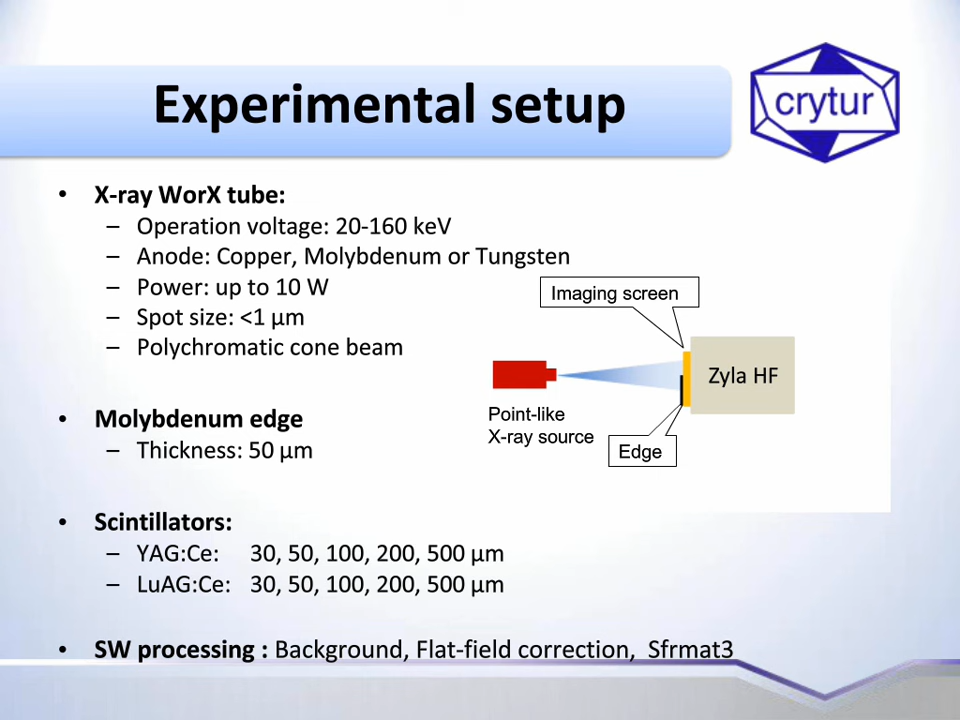 Experimental setup
crytur
• X-ray WorX tube:
– Operation voltage: 20-160 keV
– Anode: Copper, Molybdenum or Tungsten
– Power: up to 10 W
– Spot size: <1 µm
– Polychromatic cone beam
Imaging screen
Zyla HF
Point-like
X-ray source
Edge
• Molybdenum edge
– Thickness: 50 µm
• Scintillators:
– YAG:Ce: 30, 50, 100, 200, 500 µm
– LuAG:Ce: 30, 50, 100, 200, 500 µm
• SW processing : Background, Flat-field correction, Sfrmat3